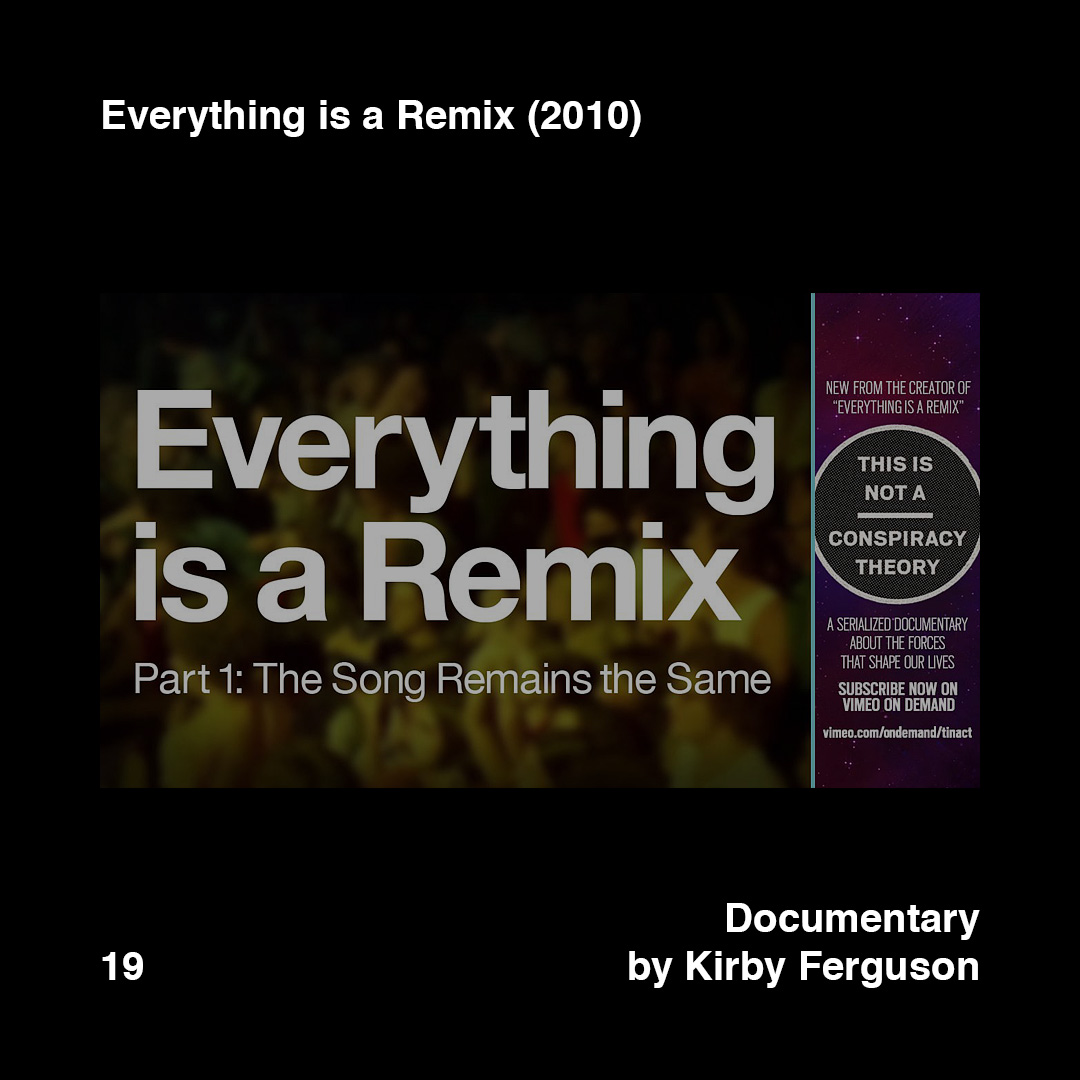 Everything is a Remix (2010)
Everything
is a Remix
Part 1: The Song Remains the Same
NEW FROM THE CREATOR OF
“EVERYTHING IS A REMIX”
THIS IS
NOT A
CONSPIRACY
THEORY
A SERIALIZED DOCUMENTARY
ABOUT THE FORCES
THAT SHAPE OUR LIVES
SUBSCRIBE NOW ON
VIMEO ON DEMAND
vimeo.com/ondemand/tinact
Documentary
by Kirby Ferguson
19